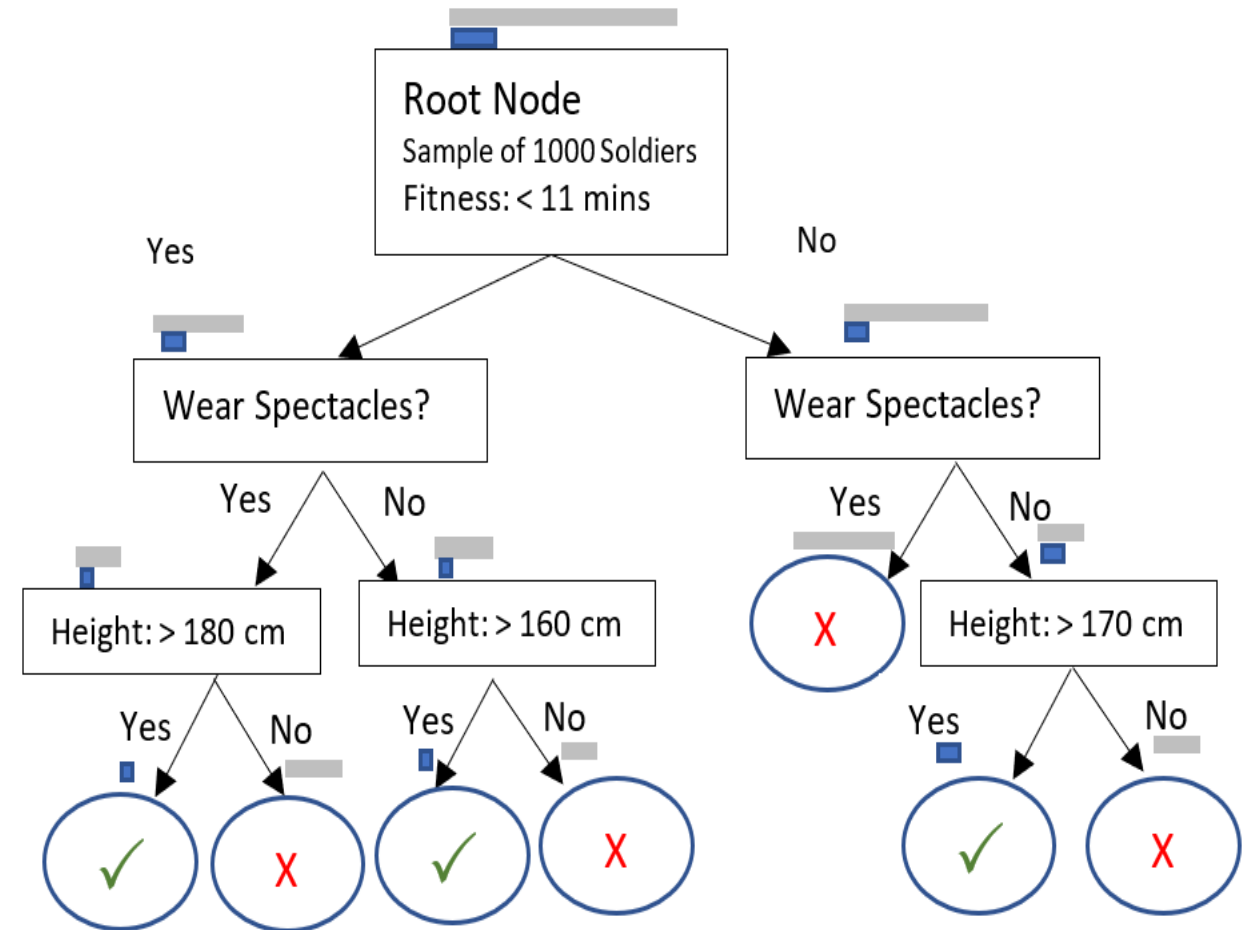 Root Node
Sample of 1000 Soldiers
Fitness: < 11 mins
Yes
No
Wear Spectacles?
Wear Spectacles?
Yes
No
Yes
No
Height: > 180 cm
Height: > 160 cm
X
Height: > 170 cm
Yes
No
Yes
No
Yes
No
✓
X
✓
X
✓
X